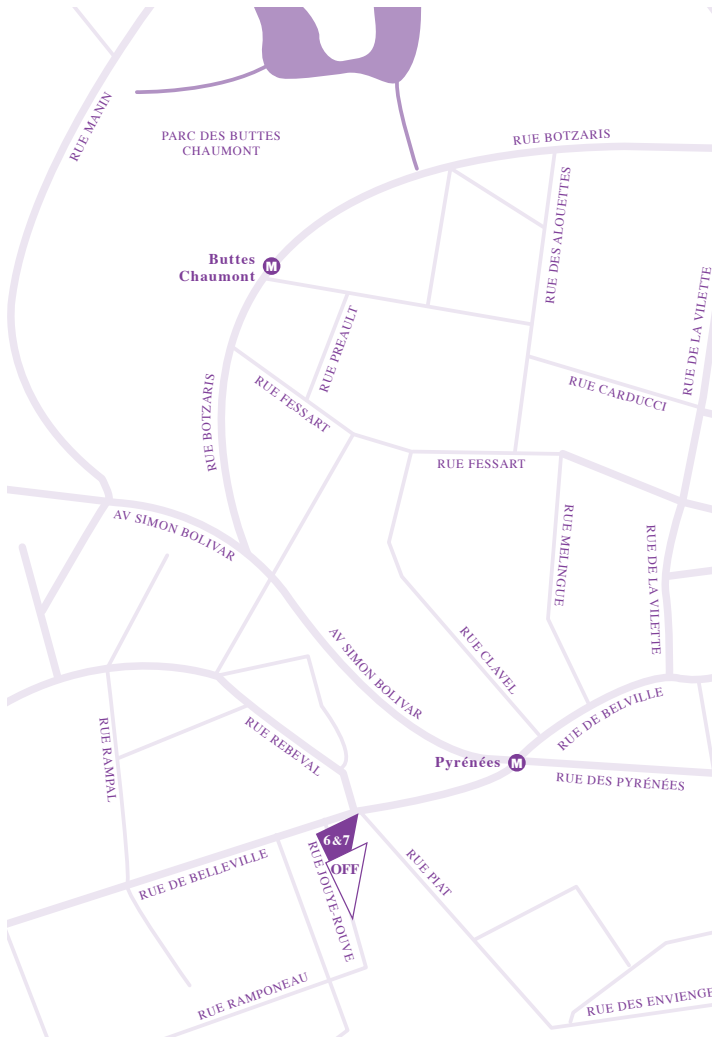 RUE MANIN
PARC DES BUTTES
CHAUMONT
RUE BOTZARIS
RUE DES ALOUETTES
Buttes
Chaumont
M
RUE DE LA VILETTE
RUE PREAULT
RUE BOTZARIS
RUE FESSART
RUE CARDUCCI
RUE FESSART
AV SIMON BOLIVAR
RUE MELINGUE
RUE DE LA VILETTE
AV SIMON BOLIVAR
RUE CLAVEL
RUE DE BELVILLE
RUE RAMPAL
RUE REBEVAL
Pyrénées
M
RUE DES PYRÉNÉES
6&7
OFF
RUE DE BELLEVILLE
RUE JOUYE-ROUVE
RUE PIAT
RUE RAMPONEAU
RUE DES ENVIENGE